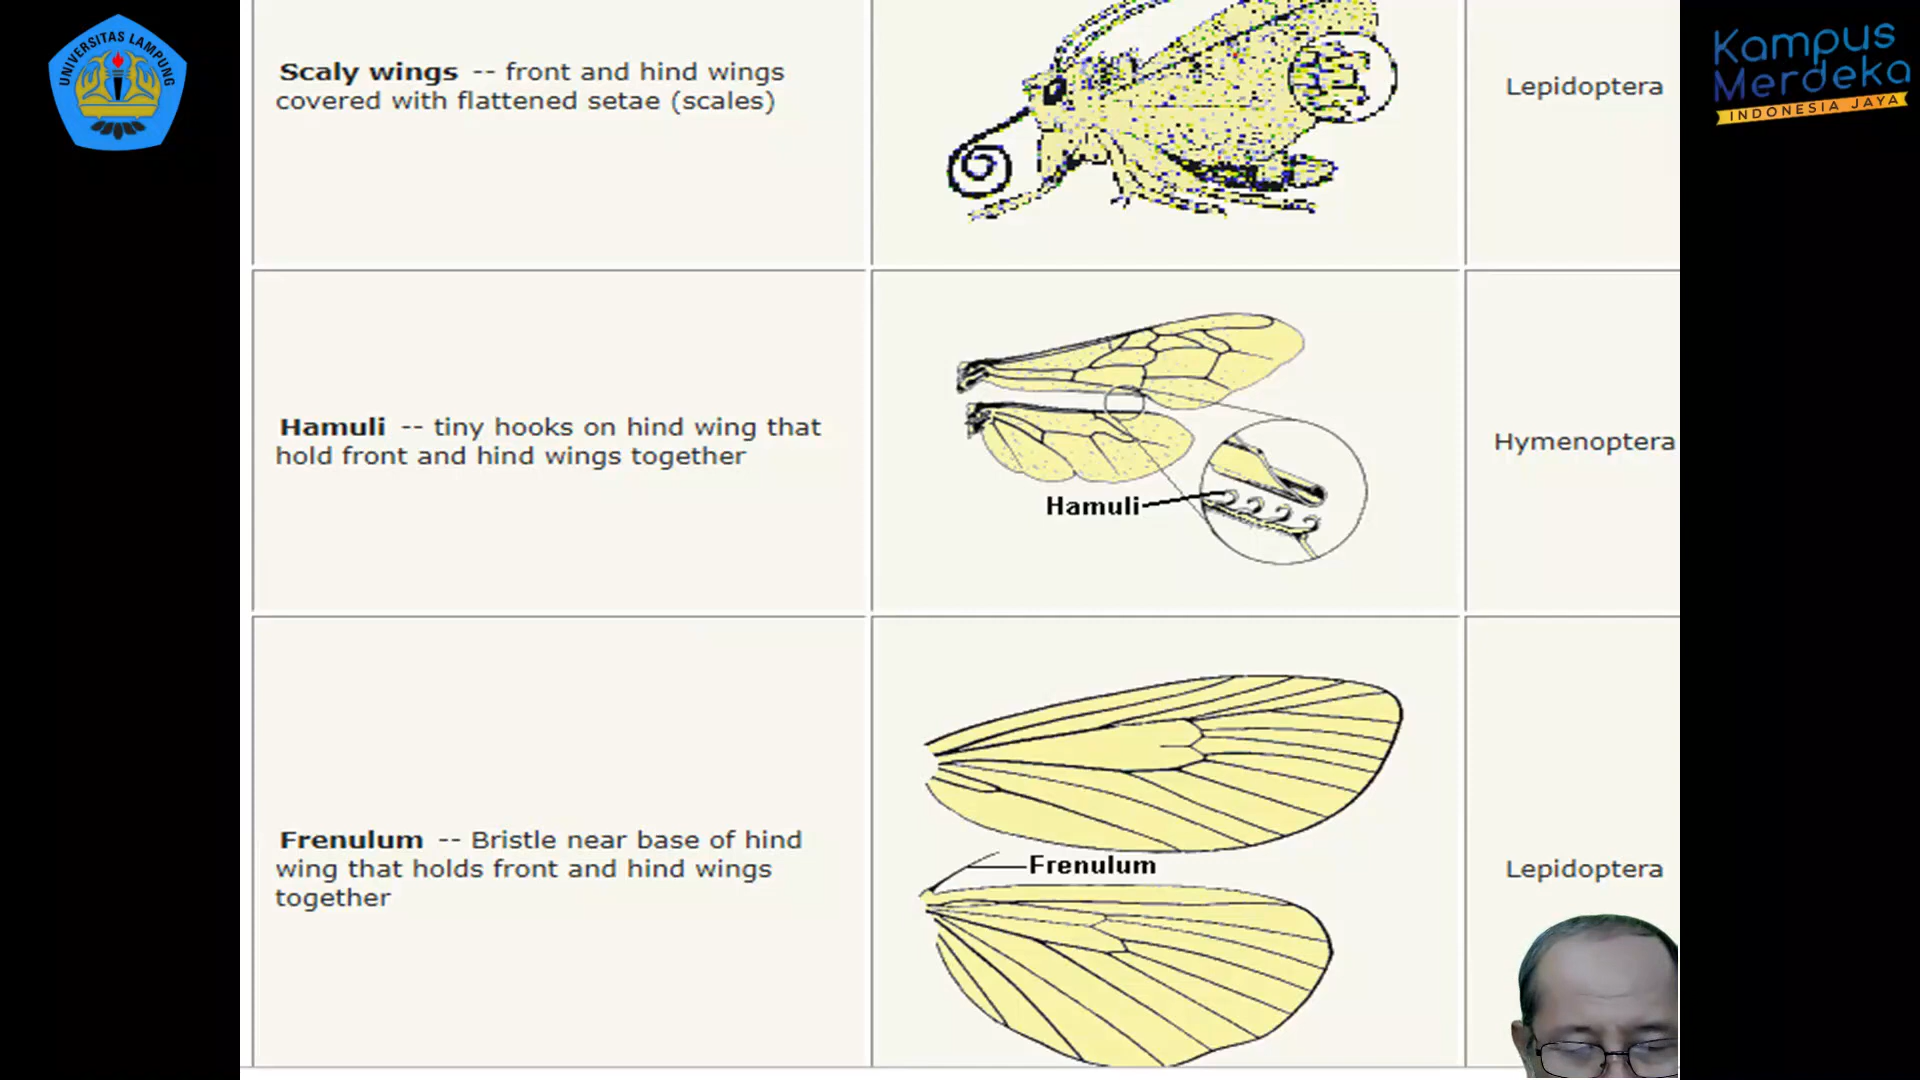 UNIVERSITAS LAMPUNG
Kampus
Merdeka
INDONESIA JAYA
Scaly wings -- front and hind wings
covered with flattened setae (scales)
Lepidoptera
Hamuli -- tiny hooks on hind wing that
hold front and hind wings together
Hamuli
Hymenoptera
Frenulum -- Bristle near base of hind
wing that holds front and hind wings
together
Frenulum
Lepidoptera